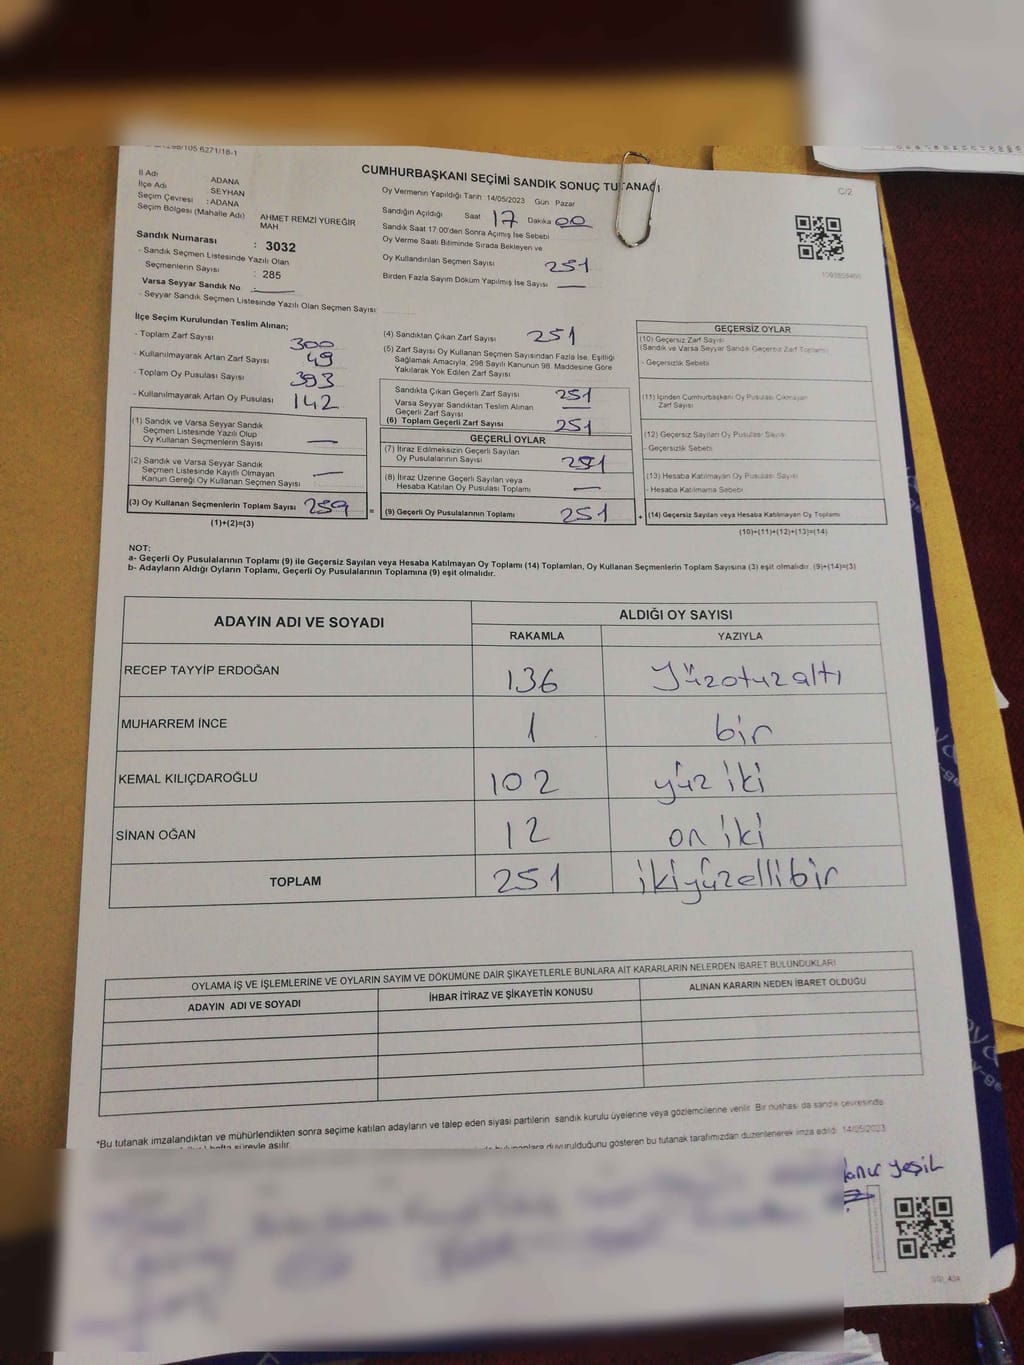 CUMHURBAŞKANI SEÇİMİ SANDIK SONUÇ TUTANAĞI
C/2
İl Adı ADANA
İlçe Adı SEYHAN
Seçim Çevresi : ADANA
Seçim Bölgesi (Mahalle Adı) AHMET REMZİ YÜREĞİR MAH
Sandık Numarası : 3032
- Sandık Seçmen Listesinde Yazılı Olan
Seçmenlerin Sayısı : 285
Varsa Seyyar Sandık No :
- Seyyar Sandık Seçmen Listesinde Yazılı Olan Seçmen Sayısı
Oy Vermenin Yapıldığı Tarih 14/05/2023 Gün Pazar
Sandığın Açıldığı Saat 17 Dakika 00
Sandık Saat 17.00'den Sonra Açılmış İse Sebebi
Oy Verme Saati Bitiminde Sırada Bekleyen ve
Oy Kullandırılan Seçmen Sayısı 251
Birden Fazla Sayım Döküm Yapılmış İse Sayısı
İlçe Seçim Kurulundan Teslim Alınan;
- Toplam Zarf Sayısı 300
- Kullanılmayarak Artan Zarf Sayısı 49
- Toplam Oy Pusulası Sayısı 393
- Kullanılmayarak Artan Oy Pusulası 142
(1) Sandık ve Varsa Seyyar Sandık
Seçmen Listesinde Yazılı Olup
Oy Kullanan Seçmenlerin Sayısı —
(2) Sandık ve Varsa Seyyar Sandık
Seçmen Listesinde Kayıtlı Olmayan
Kanun Gereği Oy Kullanan Seçmen Sayısı —
(3) Oy Kullanan Seçmenlerin Toplam Sayısı
(1)+(2)=(3)
(4) Sandıktan Çıkan Zarf Sayısı 251
(5) Zarf Sayısı Oy Kullanan Seçmen Sayısından Fazla İse, Eşitliği
Sağlamak Amacıyla, 298 Sayılı Kanunun 98. Maddesine Göre
Yakılarak Yok Edilen Zarf Sayısı
Sandıkta Çıkan Geçerli Zarf Sayısı 251
Varsa Seyyar Sandıktan Teslim Alınan
Geçerli Zarf Sayısı —
(6) Toplam Geçerli Zarf Sayısı 251
GEÇERLİ OYLAR
(7) İtiraz Edilmeksizin Geçerli Sayılan
Oy Pusulalarının Sayısı 251
(8) İtiraz Üzerine Geçerli Sayılan veya
Hesaba Katılan Oy Pusulası Toplamı —
= (9) Geçerli Oy Pusulalarının Toplamı 251
GEÇERSİZ OYLAR
(10) Geçersiz Zarf Sayısı
(Sandık ve Varsa Seyyar Sandık Geçersiz Zarf Toplamı)
- Geçersizlik Sebebi
(11) İçinden Cumhurbaşkanı Oy Pusulası Çıkmayan
Zarf Sayısı
(12) Geçersiz Sayılan Oy Pusulası Sayısı
- Geçersizlik Sebebi
(13) Hesaba Katılmayan Oy Pusulası Sayısı
- Hesaba Katılmama Sebebi
+ (14) Geçersiz Sayılan veya Hesaba Katılmayan Oy Toplamı
(10)+(11)+(12)+(13)=(14)
NOT:
a- Geçerli Oy Pusulalarının Toplamı (9) ile Geçersiz Sayılan veya Hesaba Katılmayan Oy Toplamı (14) Toplamları, Oy Kullanan Seçmenlerin Toplam Sayısına (3) eşit olmalıdır. (9)+(14)=(3)
b- Adayların Aldığı Oyların Toplamı, Geçerli Oy Pusulalarının Toplamına (9) eşit olmalıdır.
ADAYIN ADI VE SOYADI ALDIĞI OY SAYISI
RAKAMLA YAZIYLA
RECEP TAYYİP ERDOĞAN 136 Yüzotuzaltı
MUHARREM İNCE 1 bir
KEMAL KILIÇDAROĞLU 102 yüz iki
SİNAN OĞAN 12 on iki
TOPLAM 251 ikiyüzellibir
OYLAMA İŞ VE İŞLEMLERİNE VE OYLARIN SAYIM VE DÖKÜMÜNE DAİR ŞİKAYETLERLE BUNLARA AİT KARARLARIN NELERDEN İBARET BULUNDUKLARI
ADAYIN ADI VE SOYADI İHBAR İTİRAZ VE ŞİKAYETİN KONUSU ALINAN KARARIN NEDEN İBARET OLDUĞU
*Bu tutanak imzalandıktan ve mühürlendikten sonra seçime katılan adayların ve talep eden siyasi partilerin sandık kurulu üyelerine veya gözlemcilerine verilir. Bir nüshası da sandık çevresinde
hafta süreyle asılır.
duyurulduğunu gösteren bu tutanak tarafımızdan düzenlenerek imza edildi. 14/05/2023
yeşil